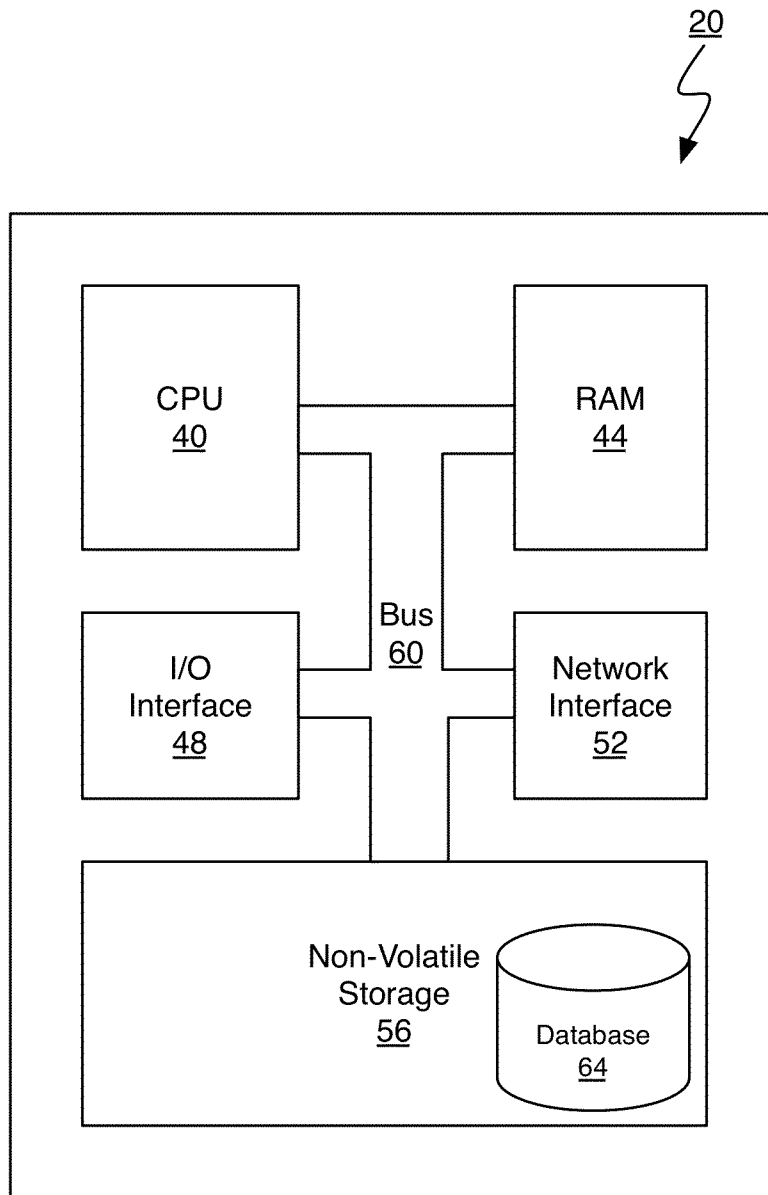 20
CPU
40
RAM
44
Bus
60
I/O
Interface
48
Network
Interface
52
Non-Volatile
Storage
56
Database
64